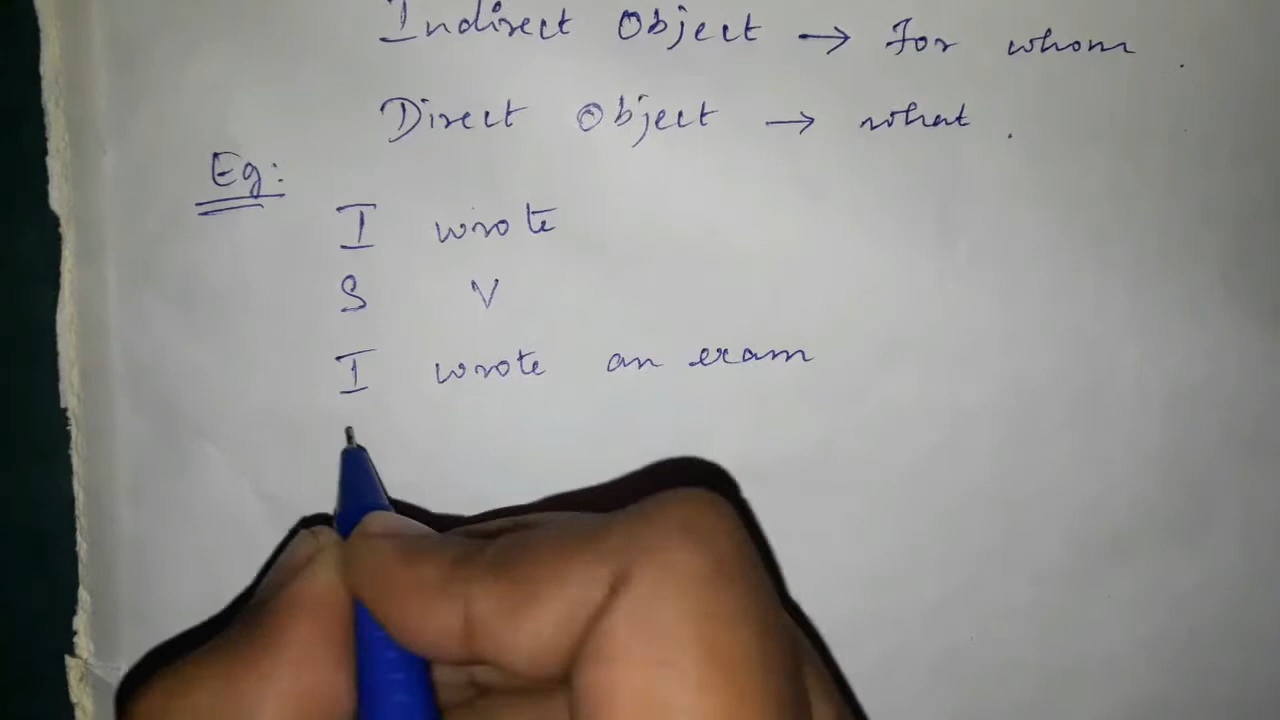 Indirect Object → For whom.
Direct Object → what.
Eg:
I wrote
S V
I wrote an exam